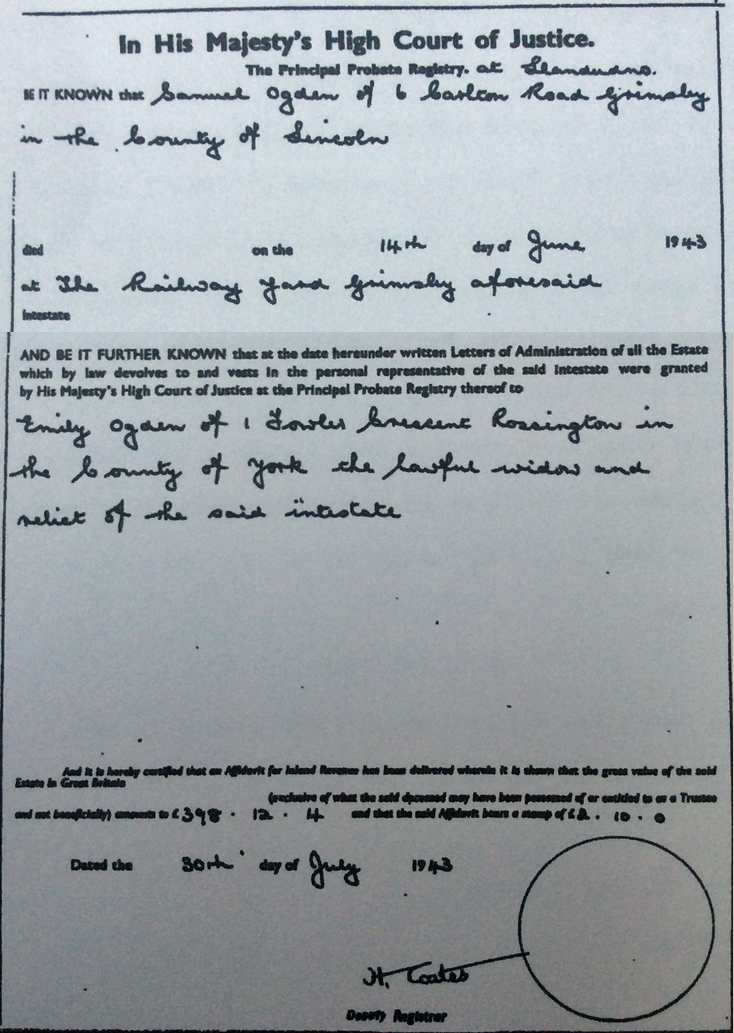 In His Majesty's High Court of Justice.
The Principal Probate Registry. at Llandudno.
BE IT KNOWN that Samuel Ogden of 6 Carlton Road Grimsby
in the County of Lincoln
died on the 14th day of June 1943
at The Railway Yard Grimsby aforesaid
Intestate
AND BE IT FURTHER KNOWN that at the date hereunder written Letters of Administration of all the Estate
which by law devolves to and vests in the personal representative of the said intestate were granted
by His Majesty's High Court of Justice at the Principal Probate Registry thereof to
Emily Ogden of 1 Fowler Crescent Rossington in
the County of York the lawful widow and
relict of the said intestate
And it is hereby certified that an Affidavit for Inland Revenue has been delivered wherein it is shown that the gross value of the said
Estate in Great Britain
(exclusive of what the said deceased may have been possessed of or entitled to as a Trustee
and not beneficially) amounts to £ 398 . 12 . 4 and that the said Affidavit bears a stamp of £ 2 . 10 . 0
Dated the 30th day of July 1943
H. Coates
Deputy Registrar